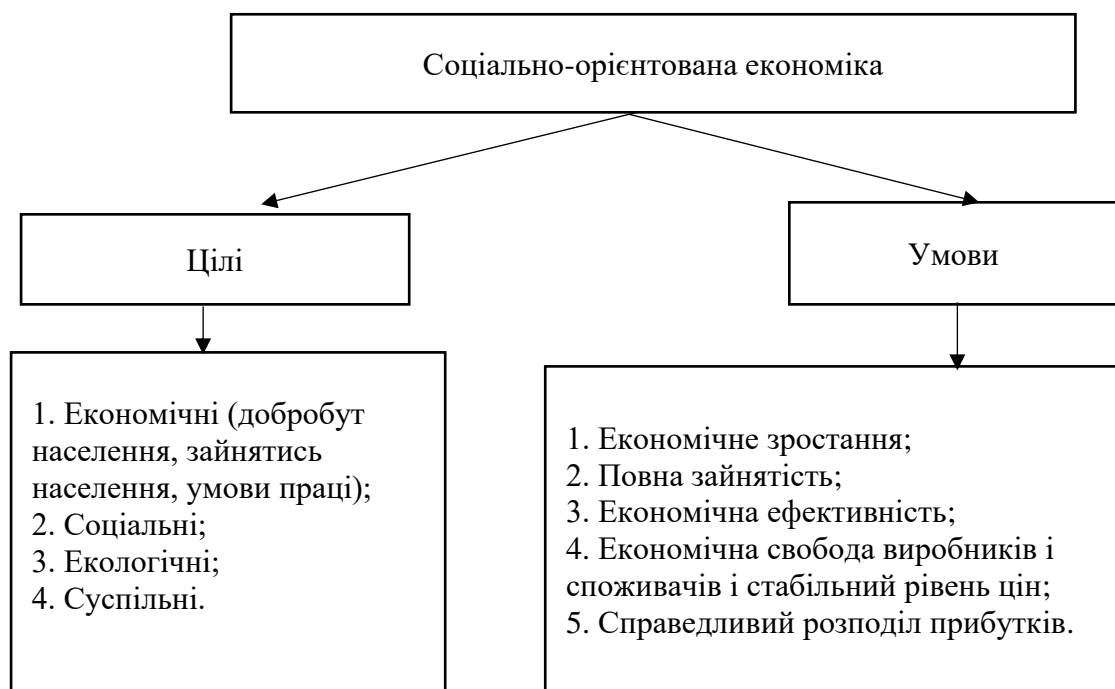 Соціально-орієнтована економіка
Цілі
Умови
1. Економічні (добробут
населення, зайнятись
населення, умови праці);
2. Соціальні;
3. Екологічні;
4. Суспільні.
1. Економічне зростання;
2. Повна зайнятість;
3. Економічна ефективність;
4. Економічна свобода виробників і
споживачів і стабільний рівень цін;
5. Справедливий розподіл прибутків.